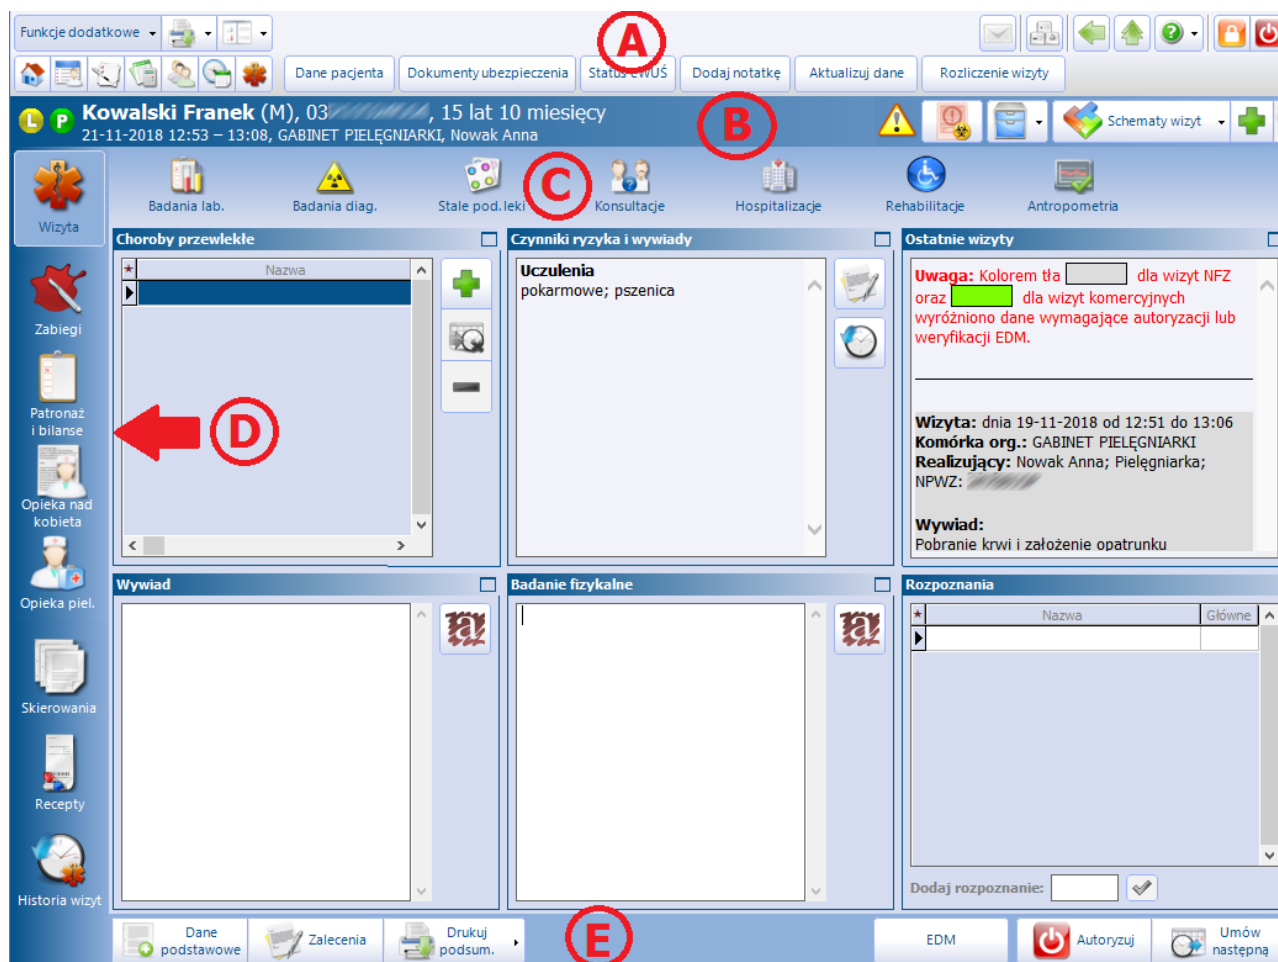 Funkcje dodatkowe
A
Dane pacjenta Dokumenty ubezpieczenia Status eWUŚ Dodaj notatkę Aktualizuj dane Rozliczenie wizyty
L P Kowalski Franek (M), 03 , 15 lat 10 miesięcy
21-11-2018 12:53 – 13:08, GABINET PIELĘGNIARKI, Nowak Anna
B
Schematy wizyt
Wizyta
Badania lab. Badania diag. Stale pod. leki Konsultacje Hospitalizacje Rehabilitacje Antropometria
C
Zabiegi
Patronaż
i bilanse
Opieka nad
kobieta
Opieka piel.
Skierowania
Recepty
Historia wizyt
D
Choroby przewlekłe
Nazwa
Czynniki ryzyka i wywiady
Uczulenia
pokarmowe; pszenica
Ostatnie wizyty
Uwaga: Kolorem tła dla wizyt NFZ
oraz dla wizyt komercyjnych
wyróżniono dane wymagające autoryzacji lub
weryfikacji EDM.
Wizyta: dnia 19-11-2018 od 12:51 do 13:06
Komórka org.: GABINET PIELĘGNIARKI
Realizujący: Nowak Anna; Pielęgniarka;
NPWZ:
Wywiad:
Pobranie krwi i założenie opatrunku
Wywiad
Badanie fizykalne
Rozpoznania
Nazwa Główne
Dodaj rozpoznanie:
Dane
podstawowe
Zalecenia
Drukuj
podsum.
E
EDM
Autoryzuj
Umów
następną